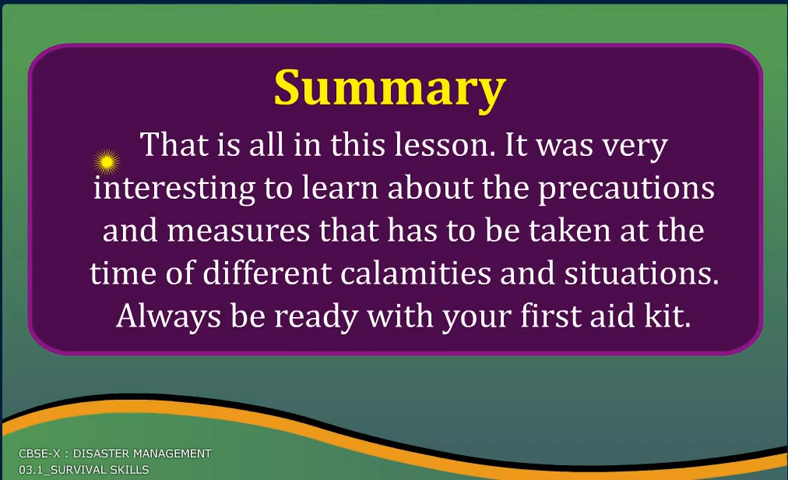 Summary
That is all in this lesson. It was very
interesting to learn about the precautions
and measures that has to be taken at the
time of different calamities and situations.
Always be ready with your first aid kit.
CBSE-X : DISASTER MANAGEMENT
03.1_SURVIVAL SKILLS